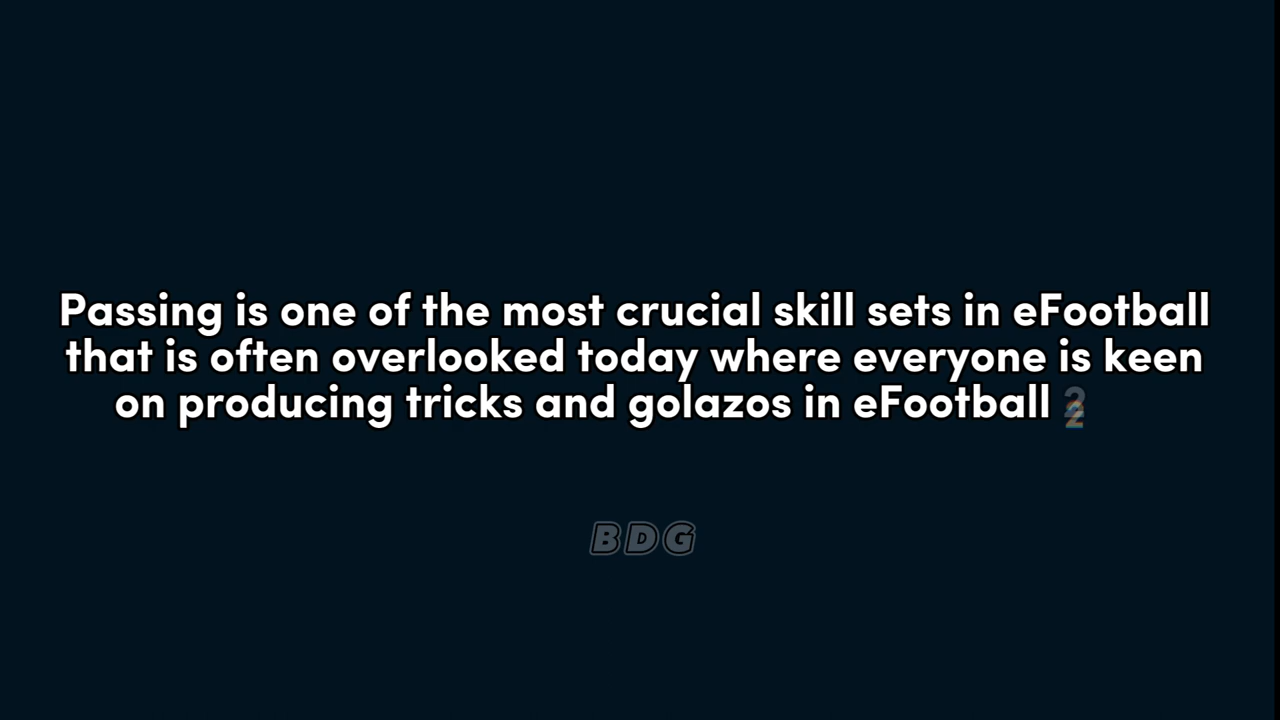 Passing is one of the most crucial skill sets in eFootball
that is often overlooked today where everyone is keen
on producing tricks and golazos in eFootball 2
BDG